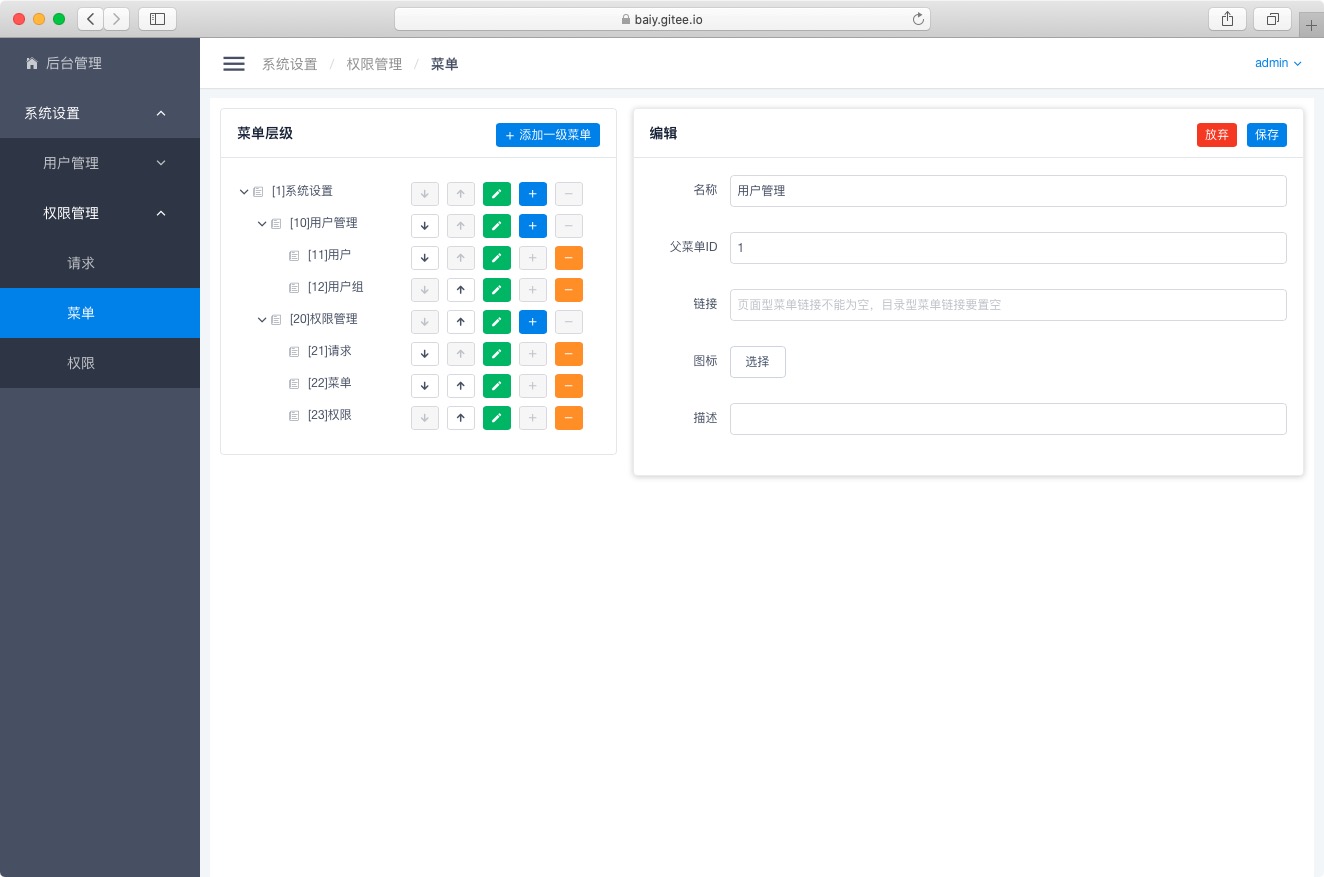 baiy.gitee.io
后台管理
系统设置
用户管理
权限管理
请求
菜单
权限
系统设置 / 权限管理 / 菜单
admin
菜单层级
+ 添加一级菜单
[1]系统设置
[10]用户管理
[11]用户
[12]用户组
[20]权限管理
[21]请求
[22]菜单
[23]权限
编辑
放弃 保存
名称 用户管理
父菜单ID 1
链接 页面型菜单链接不能为空，目录型菜单链接要置空
图标 选择
描述